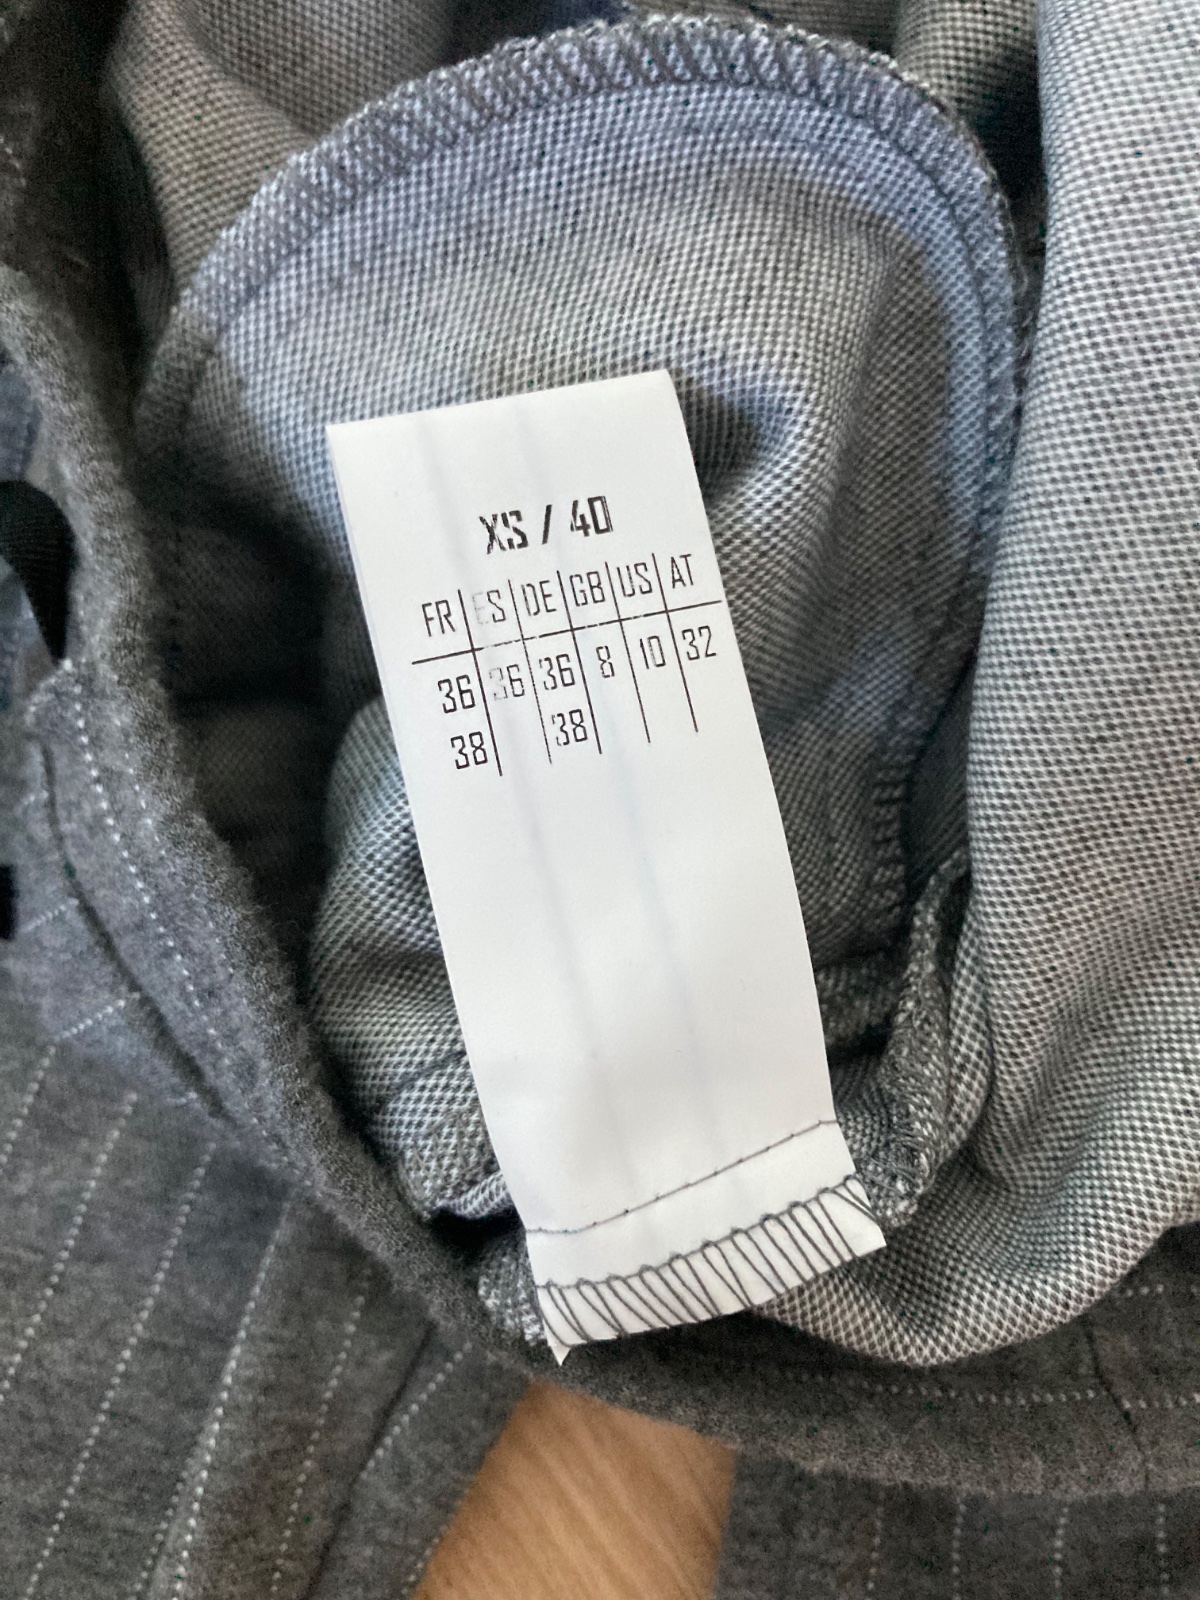 XS / 40
FR ES DE GB US AT
36 36 36 8 10 32
38 38